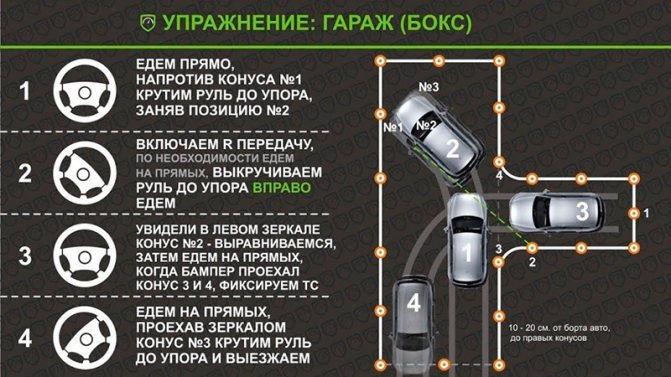 УПРАЖНЕНИЕ: ГАРАЖ (БОКС)
1
ЕДЕМ ПРЯМО,
НАПРОТИВ КОНУСА №1
КРУТИМ РУЛЬ ДО УПОРА,
ЗАНЯВ ПОЗИЦИЮ №2
2
ВКЛЮЧАЕМ R ПЕРЕДАЧУ,
ПО НЕОБХОДИМОСТИ ЕДЕМ
НА ПРЯМЫХ, ВЫКРУЧИВАЕМ
РУЛЬ ДО УПОРА ВПРАВО
ЕДЕМ
3
УВИДЕЛИ В ЛЕВОМ ЗЕРКАЛЕ
КОНУС №2 - ВЫРАВНИВАЕМСЯ,
ЗАТЕМ ЕДЕМ НА ПРЯМЫХ,
КОГДА БАМПЕР ПРОЕХАЛ
КОНУС 3 И 4, ФИКСИРУЕМ ТС
4
ЕДЕМ НА ПРЯМЫХ,
ПРОЕХАВ ЗЕРКАЛОМ
КОНУС №3 КРУТИМ РУЛЬ
ДО УПОРА И ВЫЕЗЖАЕМ
№3
№1
№2
2
4
3
1
1
3
2
4
10 - 20 см. от борта авто,
до правых конусов